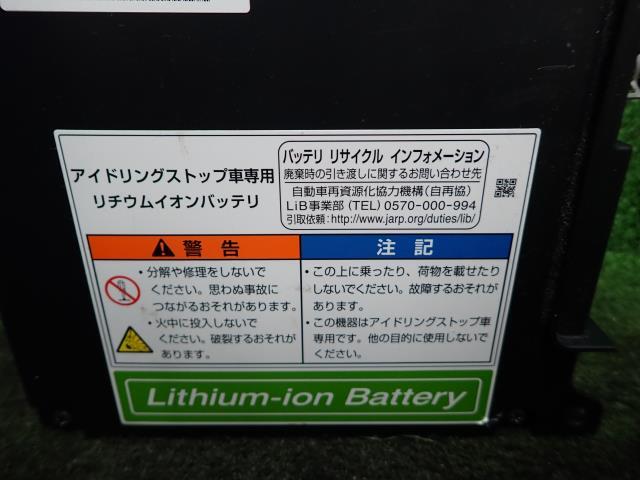 アイドリングストップ車専用
リチウムイオンバッテリ
バッテリ リサイクル インフォメーション
廃棄時の引き渡しに関するお問い合わせ先
自動車再資源化協力機構(自再協)
LiB事業部(TEL) 0570-000-994
引取依頼:http://www.jarp.org/duties/lib/
警告
・分解や修理をしないで
ください。思わぬ事故に
つながるおそれがあります。
・火中に投入しないで
ください。破裂するおそれが
あります。
注記
・この上に乗ったり、荷物を載せたり
しないでください。故障するおそれが
あります。
・この機器はアイドリングストップ車
専用です。他の目的に使用しないで
ください。
Lithium-ion Battery